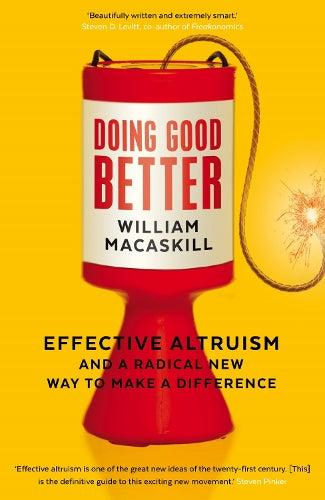 ‘Beautifully written and extremely smart.’
Steven D. Levitt, co-author of Freakonomics
DOING GOOD
BETTER
WILLIAM
MACASKILL
EFFECTIVE ALTRUISM
AND A RADICAL NEW
WAY TO MAKE A DIFFERENCE
‘Effective altruism is one of the great new ideas of the twenty-first century. [This]
is the definitive guide to this exciting new movement.’ Steven Pinker